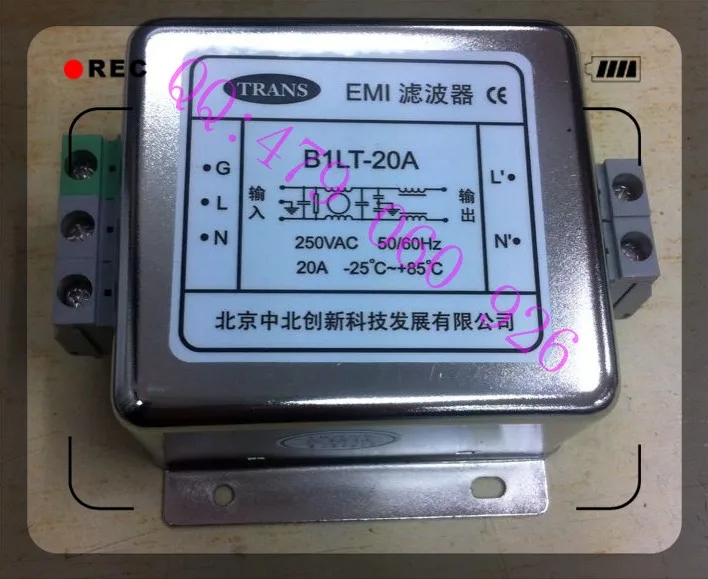 REC
TRANS EMI 滤波器 CE
B1LT-20A
G
L
N
输入
输出
L'
N'
250VAC 50/60Hz
20A -25℃~+85℃
北京中北创新科技发展有限公司
QQ:479 060 926